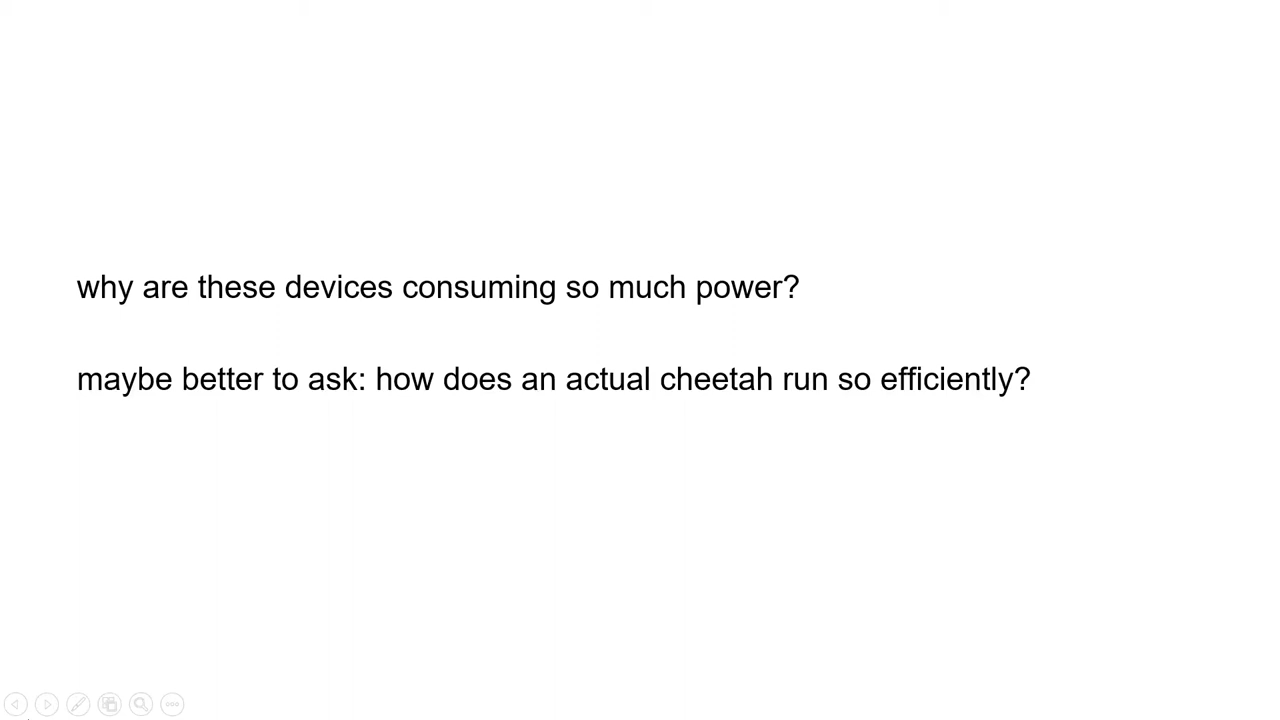 why are these devices consuming so much power?
maybe better to ask: how does an actual cheetah run so efficiently?